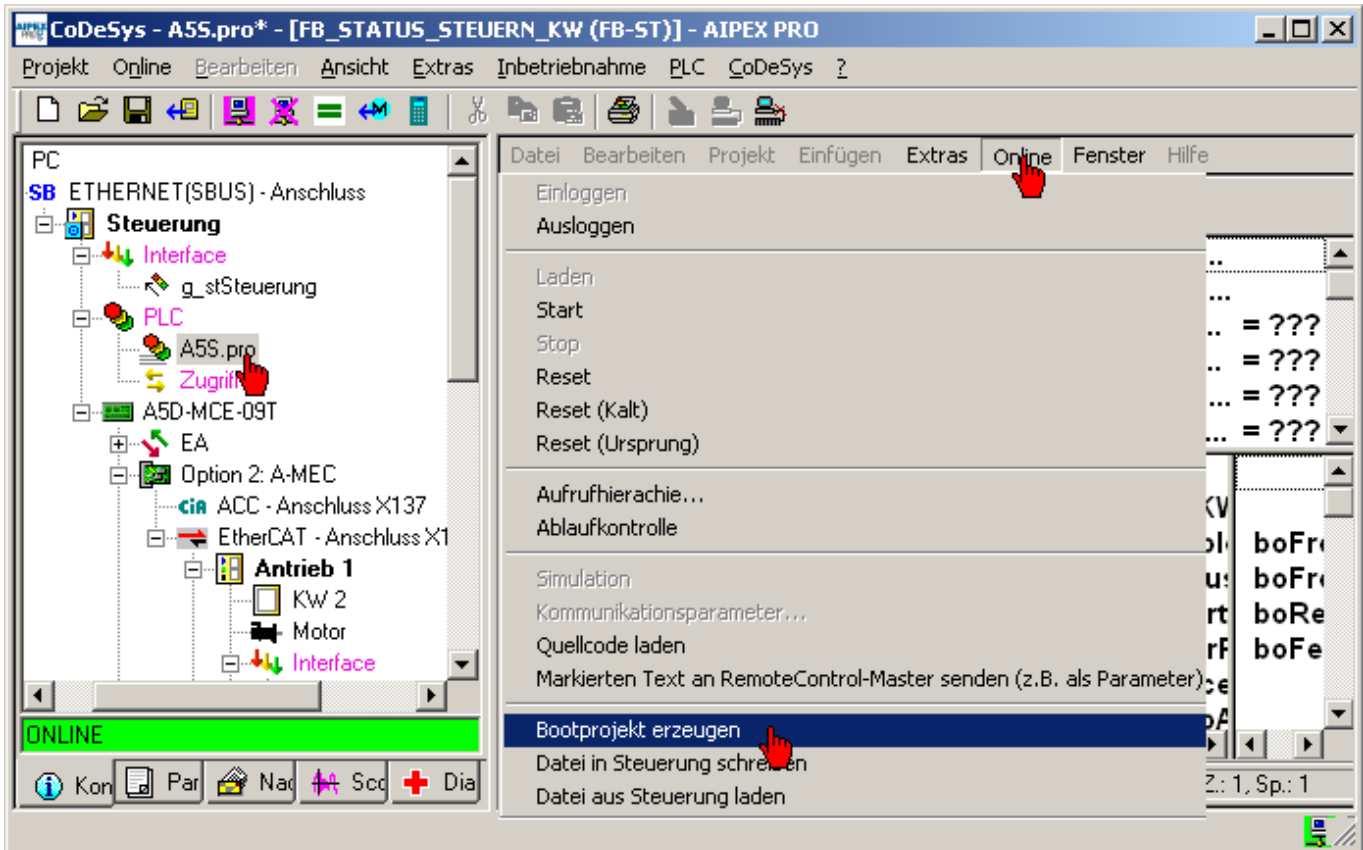 CoDeSys - A5S.pro* - [FB_STATUS_STEUERN_KW (FB-ST)] - AIPEX PRO
Projekt Online Bearbeiten Ansicht Extras Inbetriebnahme PLC CoDeSys ?
PC
SB ETHERNET(SBUS) - Anschluss
Steuerung
Interface
g_stSteuerung
PLC
A5S.pro
Zugriff
A5D-MCE-09T
EA
Option 2: A-MEC
CiA ACC - Anschluss X137
EtherCAT - Anschluss X1
Antrieb 1
KW 2
Motor
Interface
ONLINE
Kon Par Nac Sco Dia
Datei Bearbeiten Projekt Einfügen Extras Online Fenster Hilfe
Einloggen
Ausloggen
Laden
Start
Stop
Reset
Reset (Kalt)
Reset (Ursprung)
Aufrufhierachie...
Ablaufkontrolle
Simulation
Kommunikationsparameter...
Quellcode laden
Markierten Text an RemoteControl-Master senden (z.B. als Parameter)
Bootprojekt erzeugen
Datei in Steuerung schreiben
Datei aus Steuerung laden
..
...
.. = ???
.. = ???
... = ???
... = ???
boFre
boFre
boRe
boFe
Z.: 1, Sp.: 1